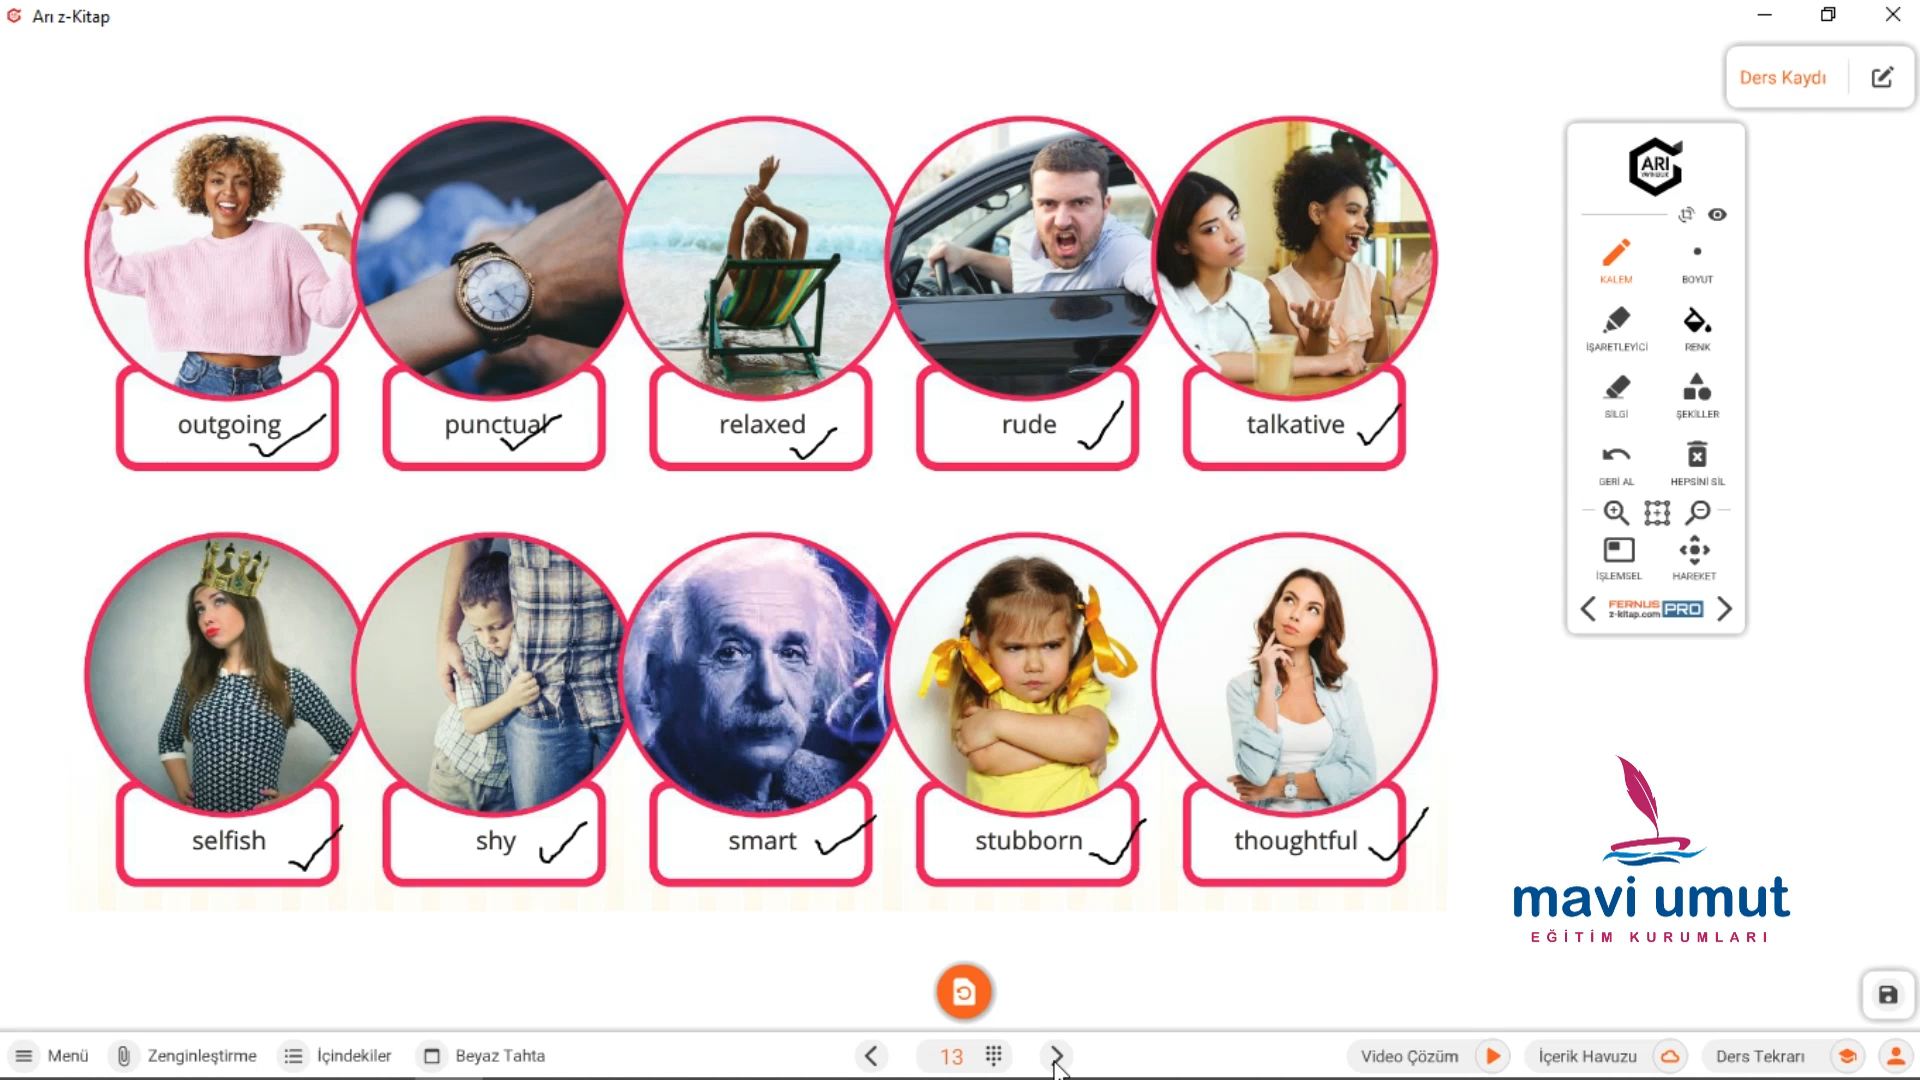 Arı z-Kitap
Ders Kaydı
ARI
outgoing
punctual
relaxed
rude
talkative
KALEM
BOYUT
İŞARETLEYİCİ
RENK
SİLGİ
ŞEKİLLER
GERİ AL
HEPSİNİ SİL
İŞLEMSEL
HAREKET
FERNUS
z-kitap.com
PRO
selfish
shy
smart
stubborn
thoughtful
mavi umut
EĞİTİM KURUMLARI
Menü
Zenginleştirme
İçindekiler
Beyaz Tahta
13
Video Çözüm
İçerik Havuzu
Ders Tekrarı